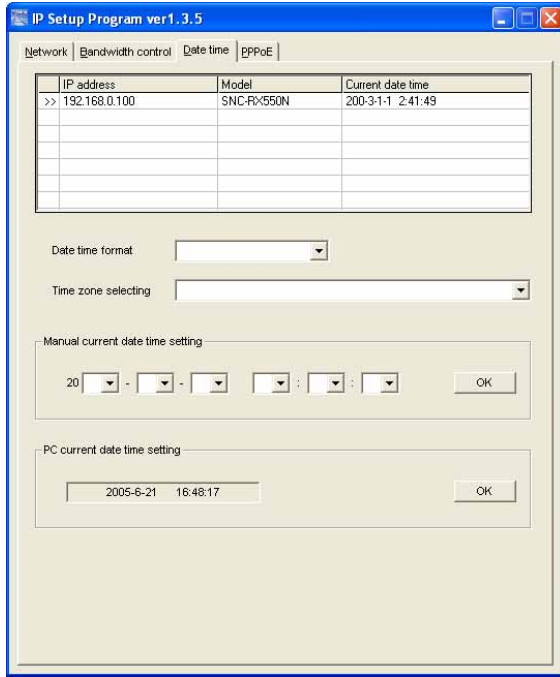 IP Setup Program ver1.3.5
Network Bandwidth control Date time PPPoE
IP address Model Current date time
>> 192.168.0.100 SNC-RX550N 200-3-1-1 2:41:49
Date time format
Time zone selecting
Manual current date time setting
20 - - : : OK
PC current date time setting
2005-6-21 16:48:17 OK